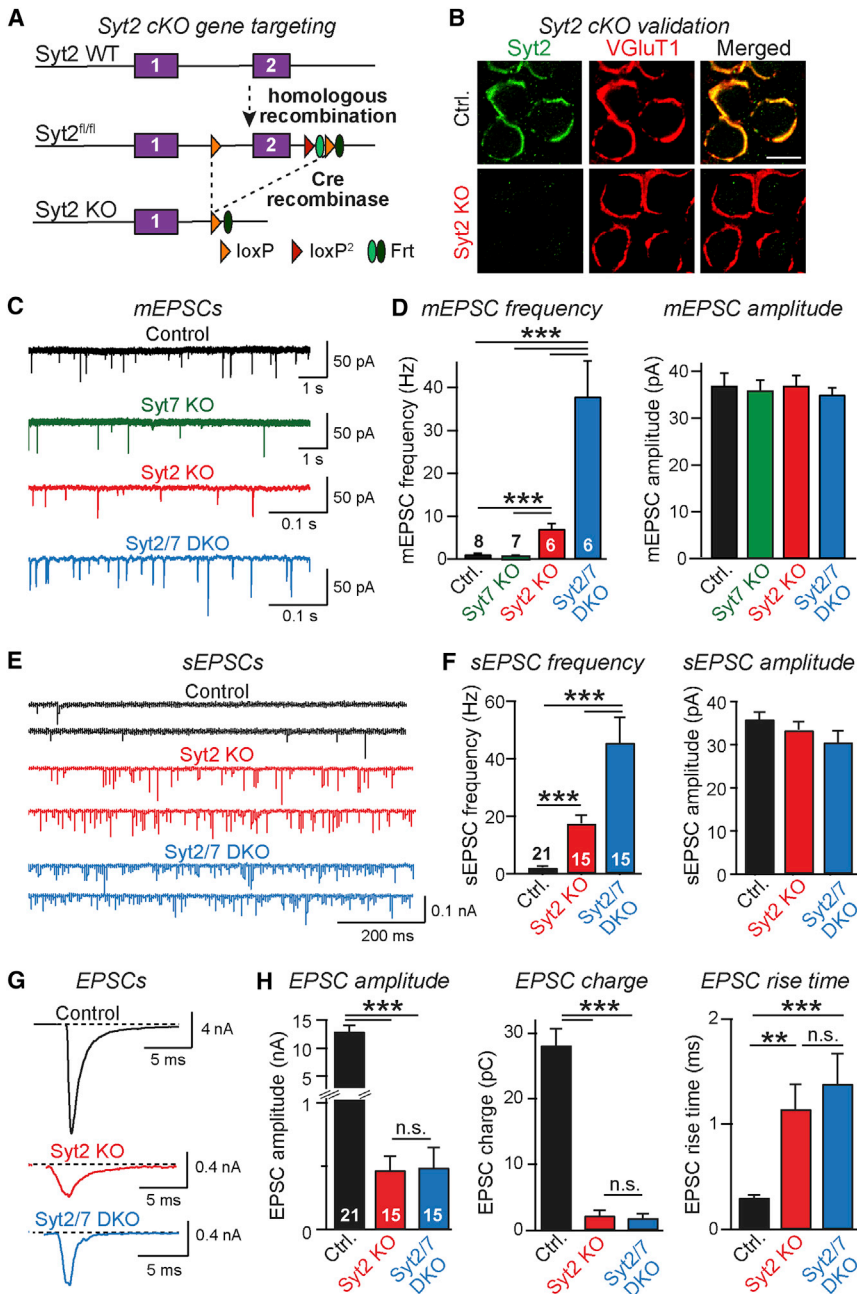 A
Syt2 cKO gene targeting
Syt2 WT
1
2
homologous
recombination
Syt2fl/fl
1
2
Cre
recombinase
Syt2 KO
1
loxP
loxP2
Frt
B
Syt2 cKO validation
Syt2
VGluT1
Merged
Ctrl.
Syt2 KO
C
mEPSCs
Control
50 pA
1 s
Syt7 KO
50 pA
1 s
Syt2 KO
50 pA
0.1 s
Syt2/7 DKO
50 pA
0.1 s
D
mEPSC frequency
***
***
mEPSC frequency (Hz)
40
30
20
10
0
8
7
6
6
Ctrl.
Syt7 KO
Syt2 KO
Syt2/7
DKO
mEPSC amplitude
mEPSC amplitude (pA)
40
30
20
10
0
Ctrl.
Syt7 KO
Syt2 KO
Syt2/7
DKO
E
sEPSCs
Control
Syt2 KO
Syt2/7 DKO
0.1 nA
200 ms
F
sEPSC frequency
***
***
sEPSC frequency (Hz)
60
40
20
0
21
15
15
Ctrl.
Syt2 KO
Syt2/7
DKO
sEPSC amplitude
sEPSC amplitude (pA)
40
30
20
10
0
Ctrl.
Syt2 KO
Syt2/7
DKO
G
EPSCs
Control
4 nA
5 ms
Syt2 KO
0.4 nA
5 ms
Syt2/7 DKO
0.4 nA
5 ms
H
EPSC amplitude
***
EPSC amplitude (nA)
15
10
5
1
0
n.s.
21
15
15
Ctrl.
Syt2 KO
Syt2/7
DKO
EPSC charge
***
EPSC charge (pC)
30
20
10
0
n.s.
Ctrl.
Syt2 KO
Syt2/7
DKO
EPSC rise time
***
**
n.s.
EPSC rise time (ms)
2
1
0
Ctrl.
Syt2 KO
Syt2/7
DKO